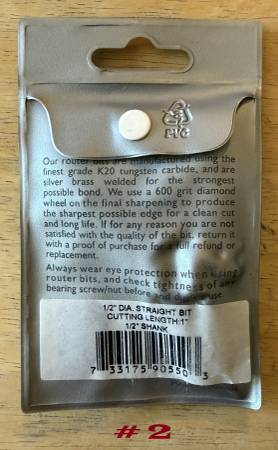 PVC
Our router bits are manufactured using the
finest grade K20 tungsten carbide, and are
silver brass welded for the strongest
possible bond. We use a 600 grit diamond
wheel on the final sharpening to produce
the sharpest possible edge for a clean cut
and long life. If for any reason you are not
satisfied with the quality of the bit, return it
with a proof of purchase for a full refund or
replacement.
Always wear eye protection when using
router bits, and check tightness of any
bearing screw/nut before and during use.
1/2" DIA. STRAIGHT BIT
CUTTING LENGTH:1"
1/2" SHANK
7 33175 90550 3
# 2